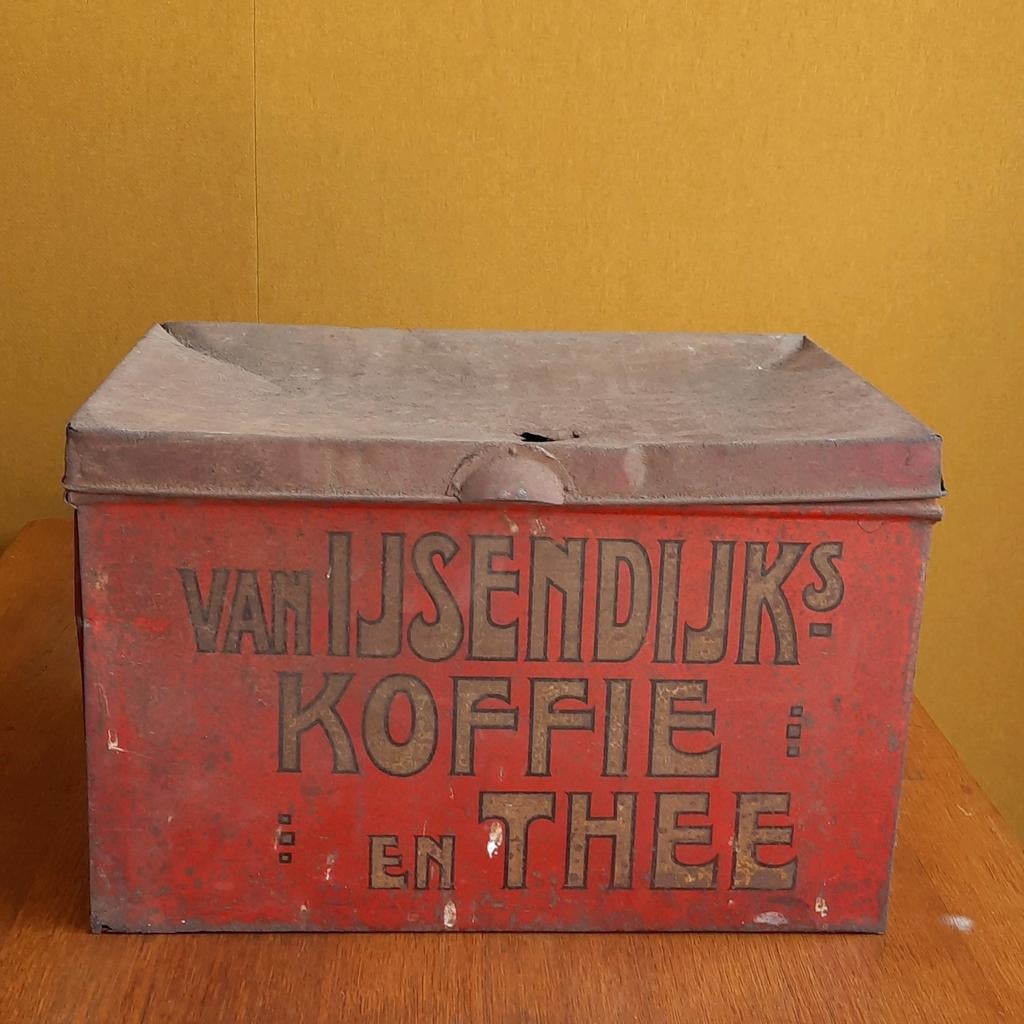 VAN IJSENDIJKS
KOFFIE
EN THEE